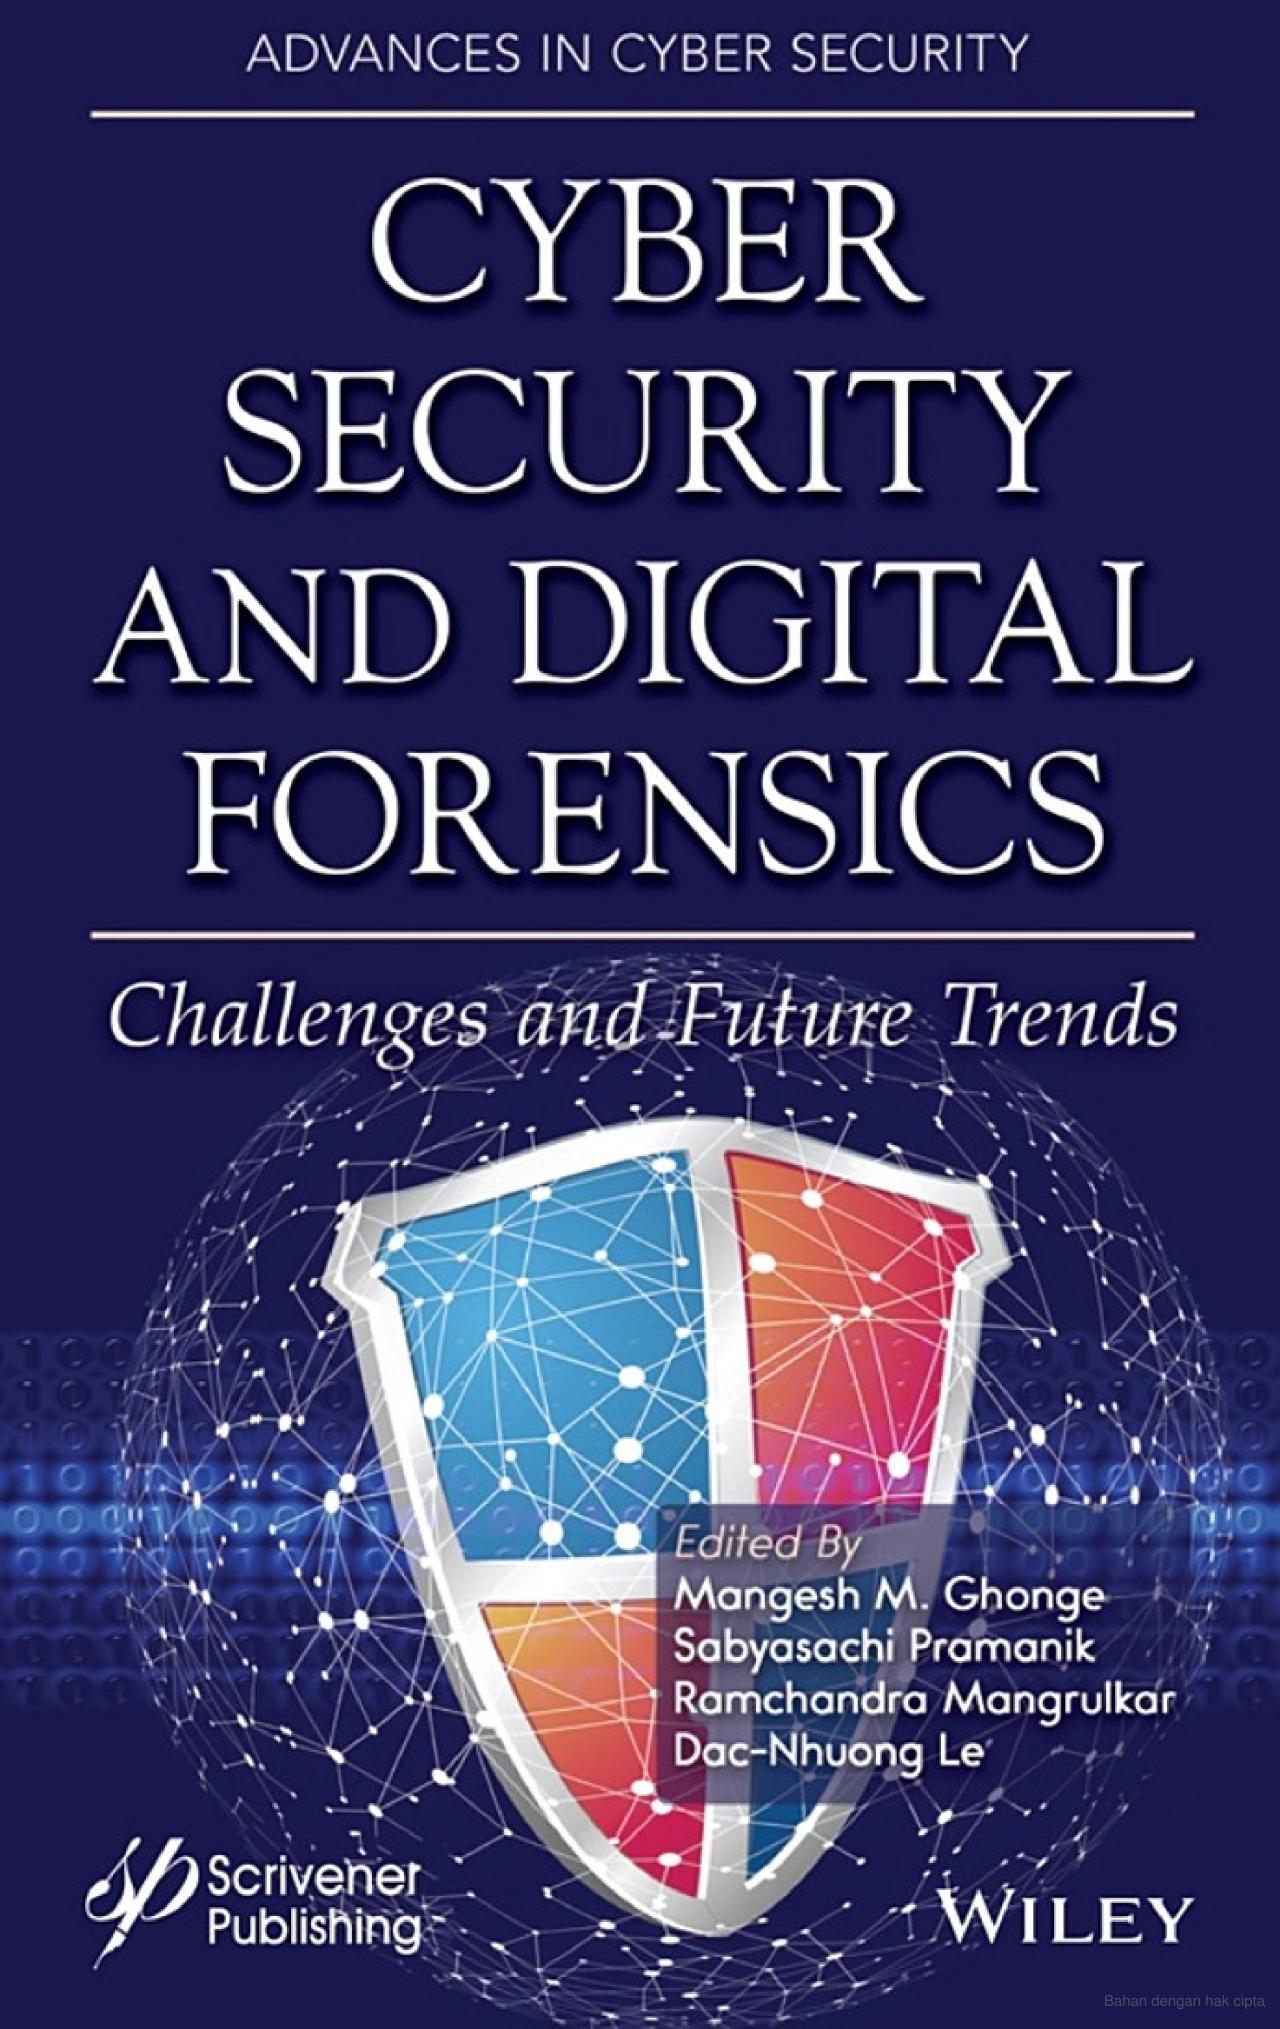 ADVANCES IN CYBER SECURITY
CYBER
SECURITY
AND DIGITAL
FORENSICS
Challenges and Future Trends
Edited By
Mangesh M. Ghonge
Sabyasachi Pramanik
Ramchandra Mangrulkar
Dac-Nhuong Le
sp Scrivener
Publishing
WILEY
Bahan dengan hak cipta